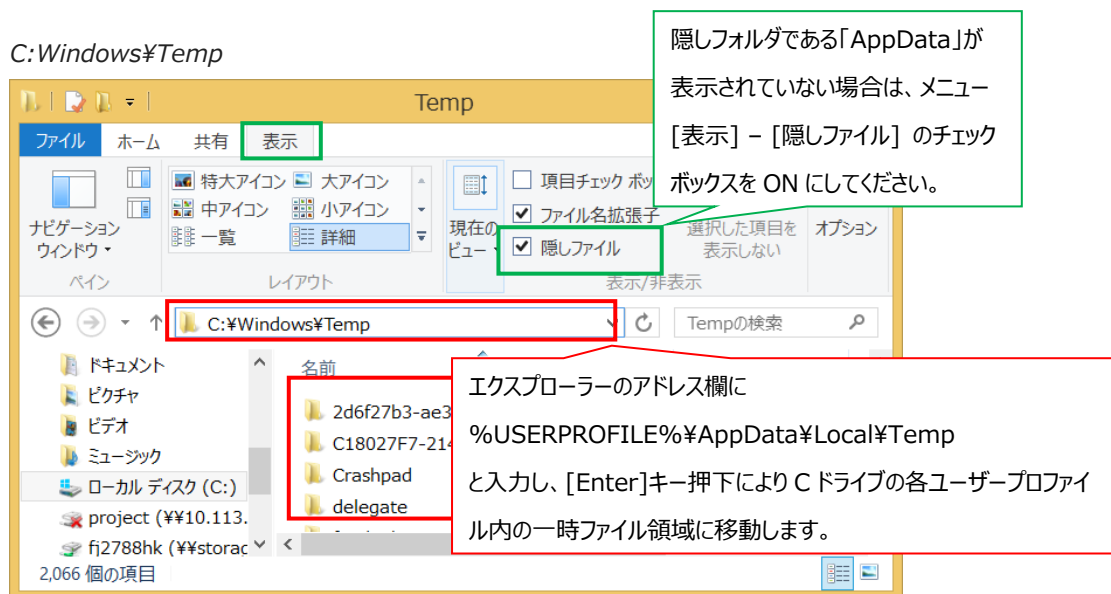 C:Windows¥Temp
隠しフォルダである「AppData」が
表示されていない場合は、メニュー
[表示] – [隠しファイル] のチェック
ボックスを ON にしてください。
Temp
ファイル ホーム 共有 表示
特大アイコン 大アイコン
中アイコン 小アイコン
一覧 詳細
ナビゲーション
ウィンドウ
ペイン
レイアウト
現在の
ビュー
項目チェック ボッ
ファイル名拡張子
隠しファイル
選択した項目を
表示しない
オプション
表示/非表示
C:¥Windows¥Temp
Tempの検索
ドキュメント
ピクチャ
ビデオ
ミュージック
ローカル ディスク (C:)
project (¥¥10.113.
fj2788hk (¥¥storag
名前
2d6f27b3-ae3
C18027F7-214
Crashpad
delegate
エクスプローラーのアドレス欄に
%USERPROFILE%¥AppData¥Local¥Temp
と入力し、[Enter]キー押下により C ドライブの各ユーザープロファイ
ル内の一時ファイル領域に移動します。
2,066 個の項目